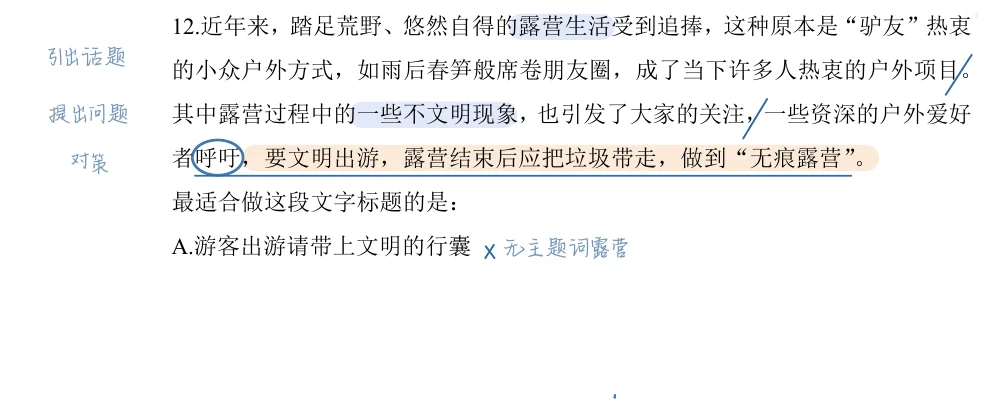 12.近年来，踏足荒野、悠然自得的露营生活受到追捧，这种原本是“驴友”热衷
引出话题
的小众户外方式，如雨后春笋般席卷朋友圈，成了当下许多人热衷的户外项目。
提出问题
其中露营过程中的一些不文明现象，也引发了大家的关注，一些资深的户外爱好
对策
者呼吁，要文明出游，露营结束后应把垃圾带走，做到“无痕露营”。
最适合做这段文字标题的是：
A.游客出游请带上文明的行囊 x 无主题词露营